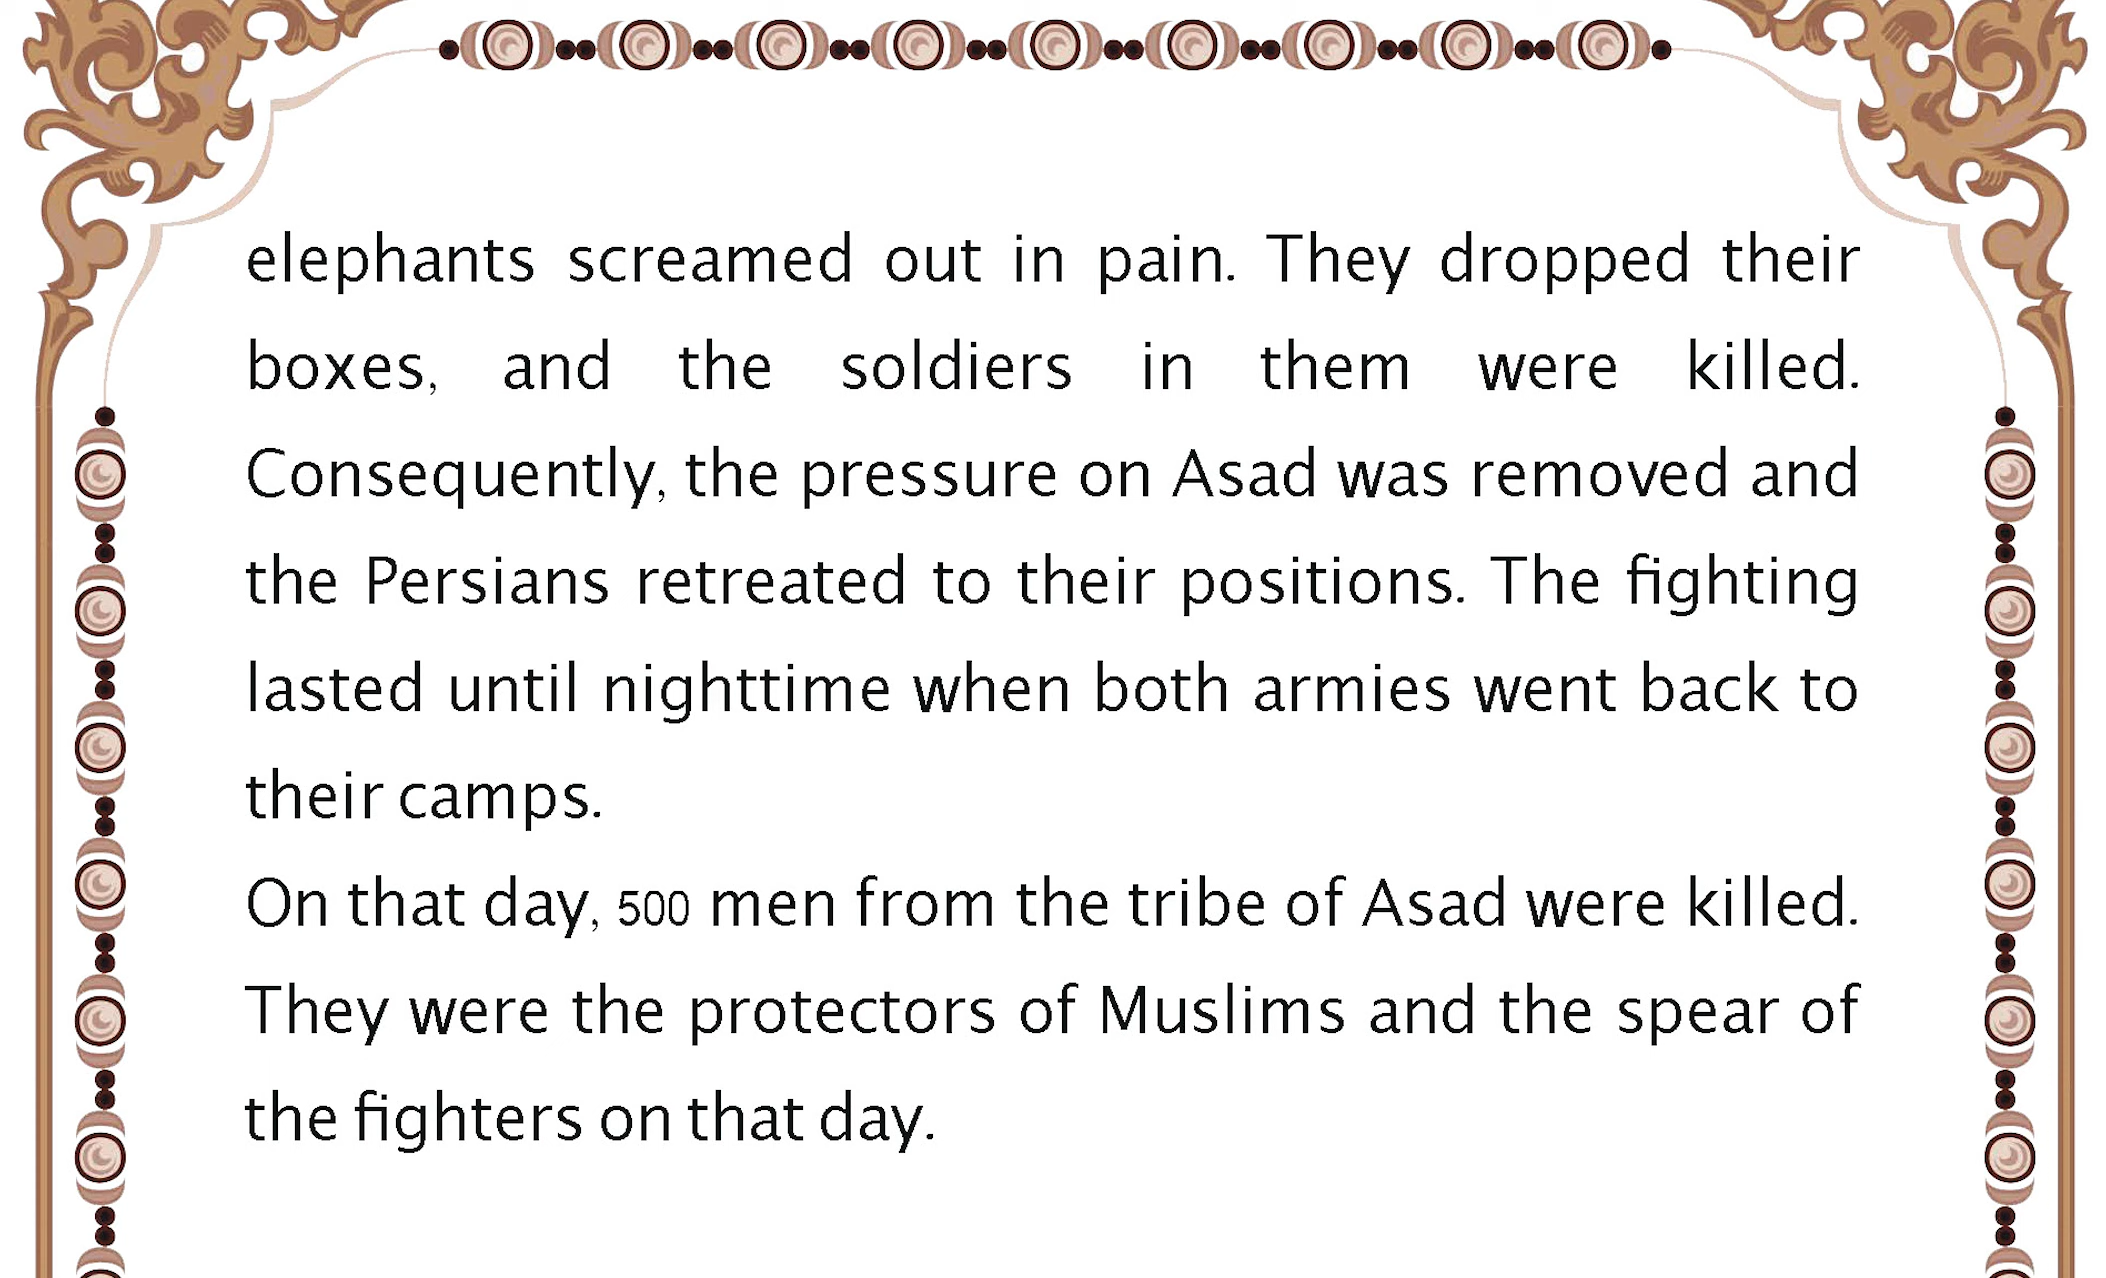 elephants screamed out in pain. They dropped their
boxes, and the soldiers in them were killed.
Consequently, the pressure on Asad was removed and
the Persians retreated to their positions. The fighting
lasted until nighttime when both armies went back to
their camps.
On that day, 500 men from the tribe of Asad were killed.
They were the protectors of Muslims and the spear of
the fighters on that day.